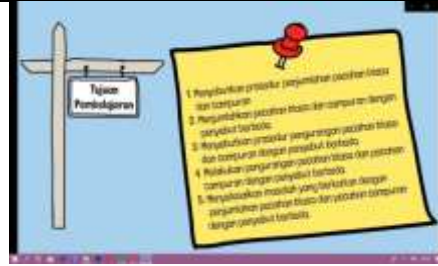 Tujuan
Pembelajaran
1. Menyebutkan prosedur penjumlahan pecahan biasa
dan campuran
2. Menjumlahkan pecahan biasa dan campuran dengan
penyebut berbeda.
3. Menyebutkan prosedur pengurangan pecahan biasa
dan campuran dengan penyebut berbeda.
4. Melakukan pengurangan pecahan biasa dan pecahan
campuran dengan penyebut berbeda.
5. Menyelesaikan masalah yang berkaitan dengan
penjumlahan pecahan biasa dan pecahan campuran
dengan penyebut berbeda.